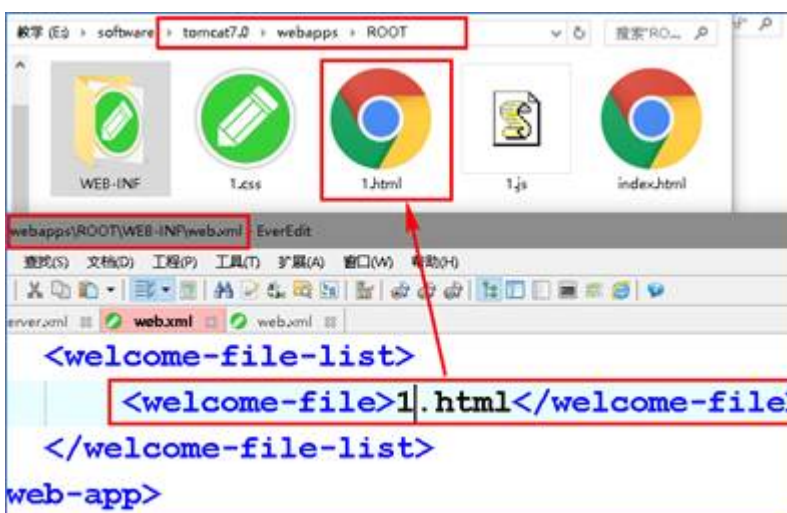 教学 (E:) › software › tomcat7.0 › webapps › ROOT
搜索"RO...
WEB-INF 1.css 1.html 1.js index.html
webapps\ROOT\WEB-INF\web.xml - EverEdit
查找(S) 文档(D) 工程(P) 工具(T) 扩展(A) 窗口(W) 帮助(H)
erver.xml web.xml web.xml
<welcome-file-list>
<welcome-file>1.html</welcome-file
</welcome-file-list>
web-app>